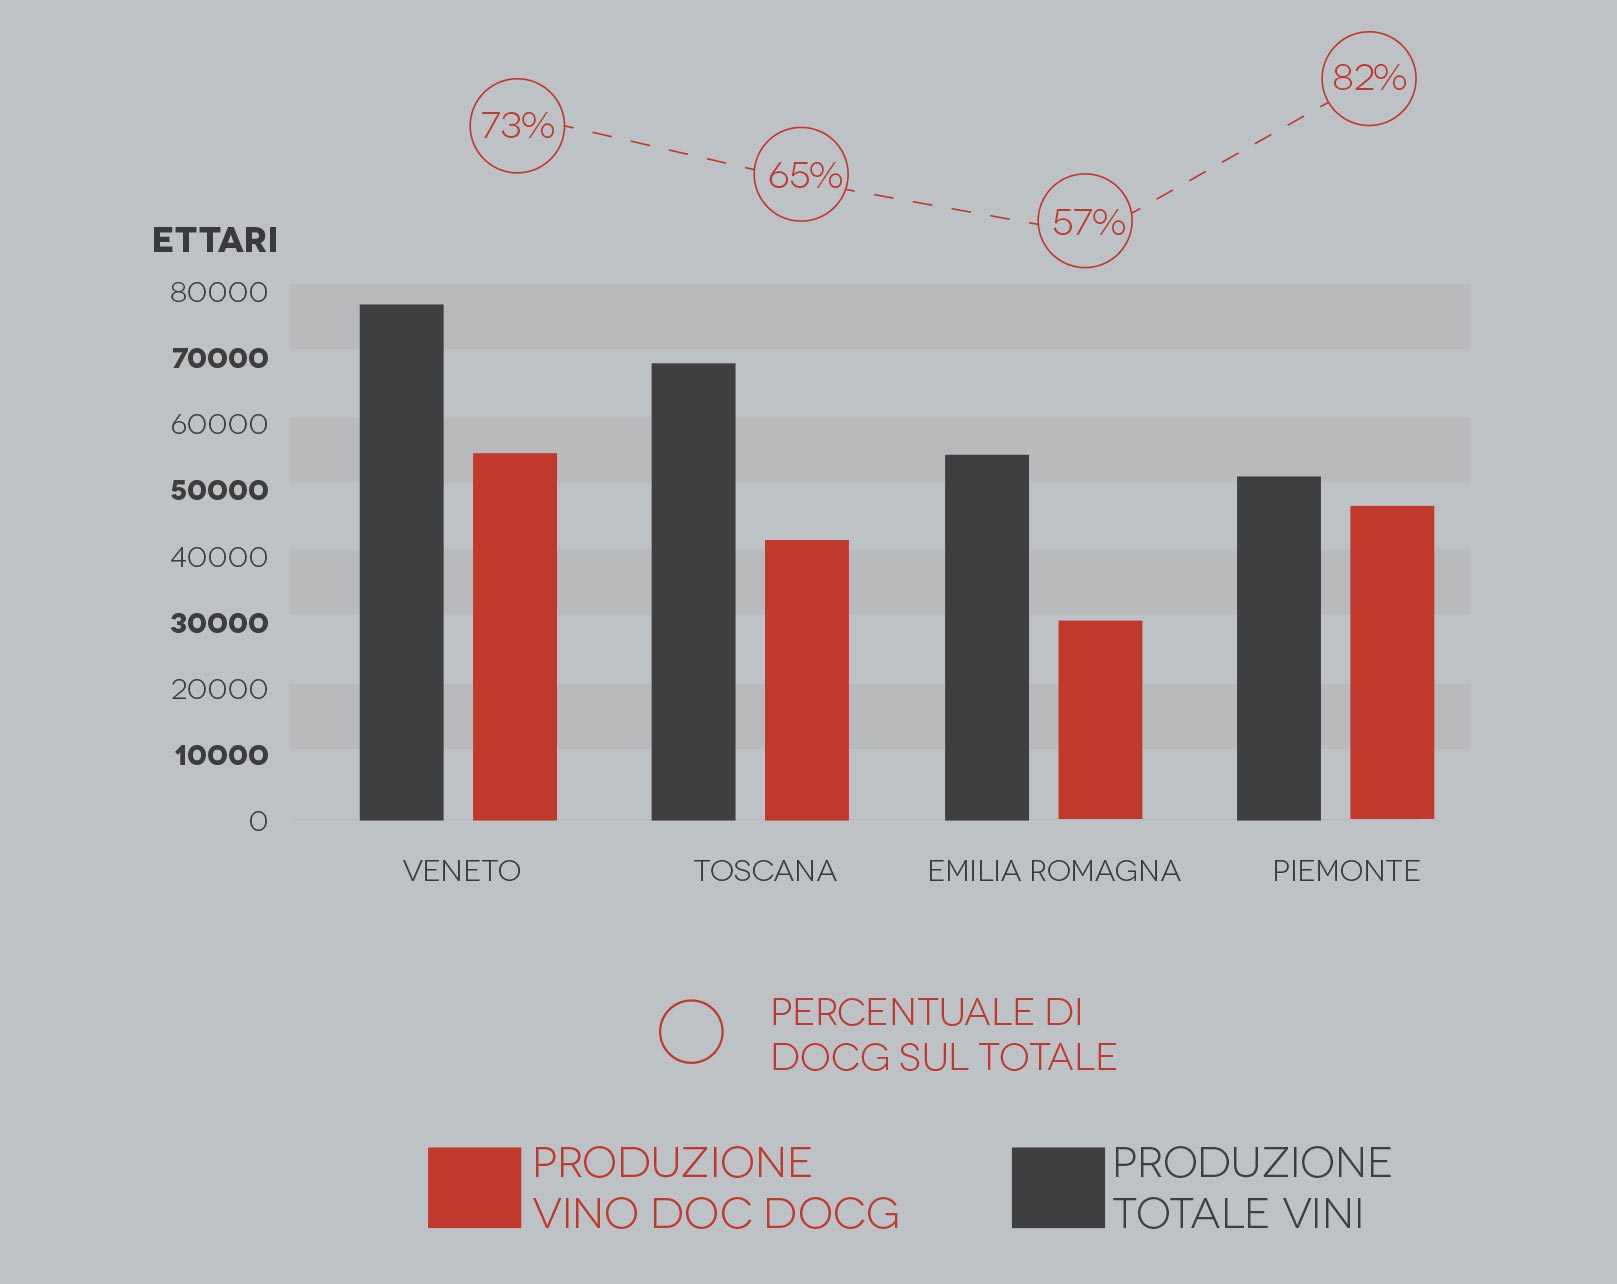 82%
73%
65%
57%
ETTARI
80000
70000
60000
50000
40000
30000
20000
10000
0
VENETO
TOSCANA
EMILIA ROMAGNA
PIEMONTE
PERCENTUALE DI
DOCG SUL TOTALE
PRODUZIONE
VINO DOC DOCG
PRODUZIONE
TOTALE VINI